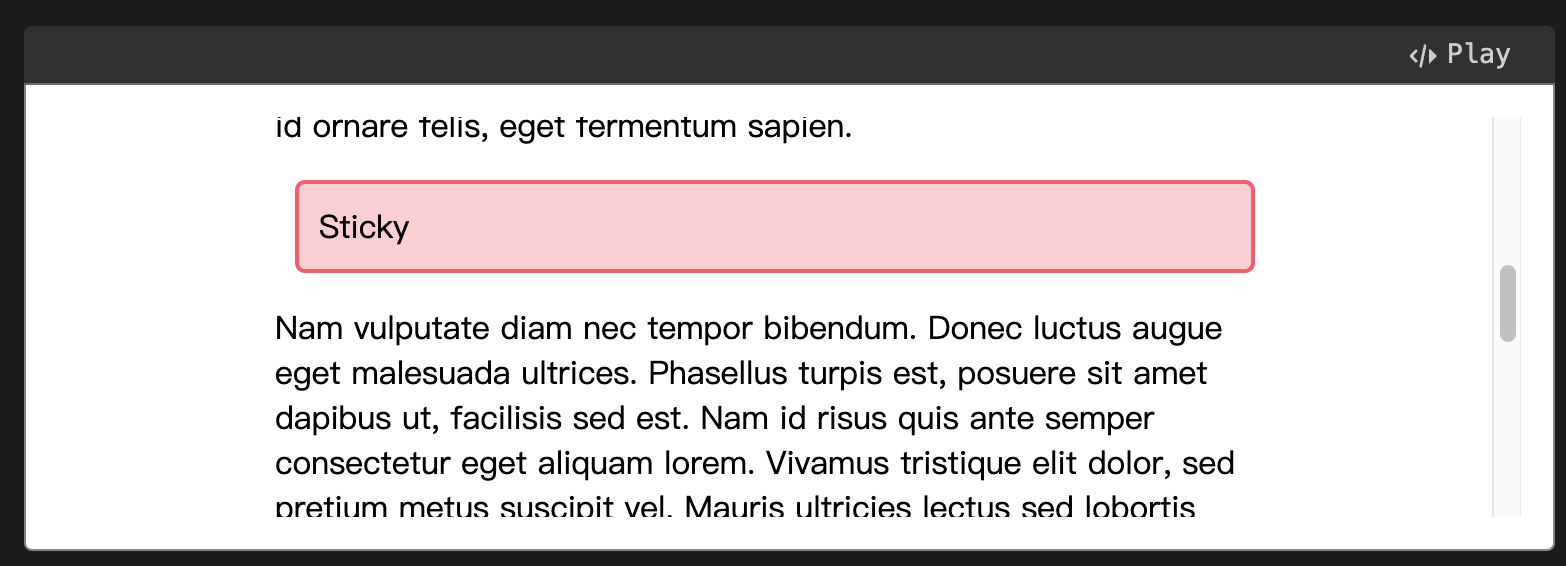 Play
id ornare felis, eget fermentum sapien.
Sticky
Nam vulputate diam nec tempor bibendum. Donec luctus augue
eget malesuada ultrices. Phasellus turpis est, posuere sit amet
dapibus ut, facilisis sed est. Nam id risus quis ante semper
consectetur eget aliquam lorem. Vivamus tristique elit dolor, sed
pretium metus suscipit vel. Mauris ultricies lectus sed lobortis